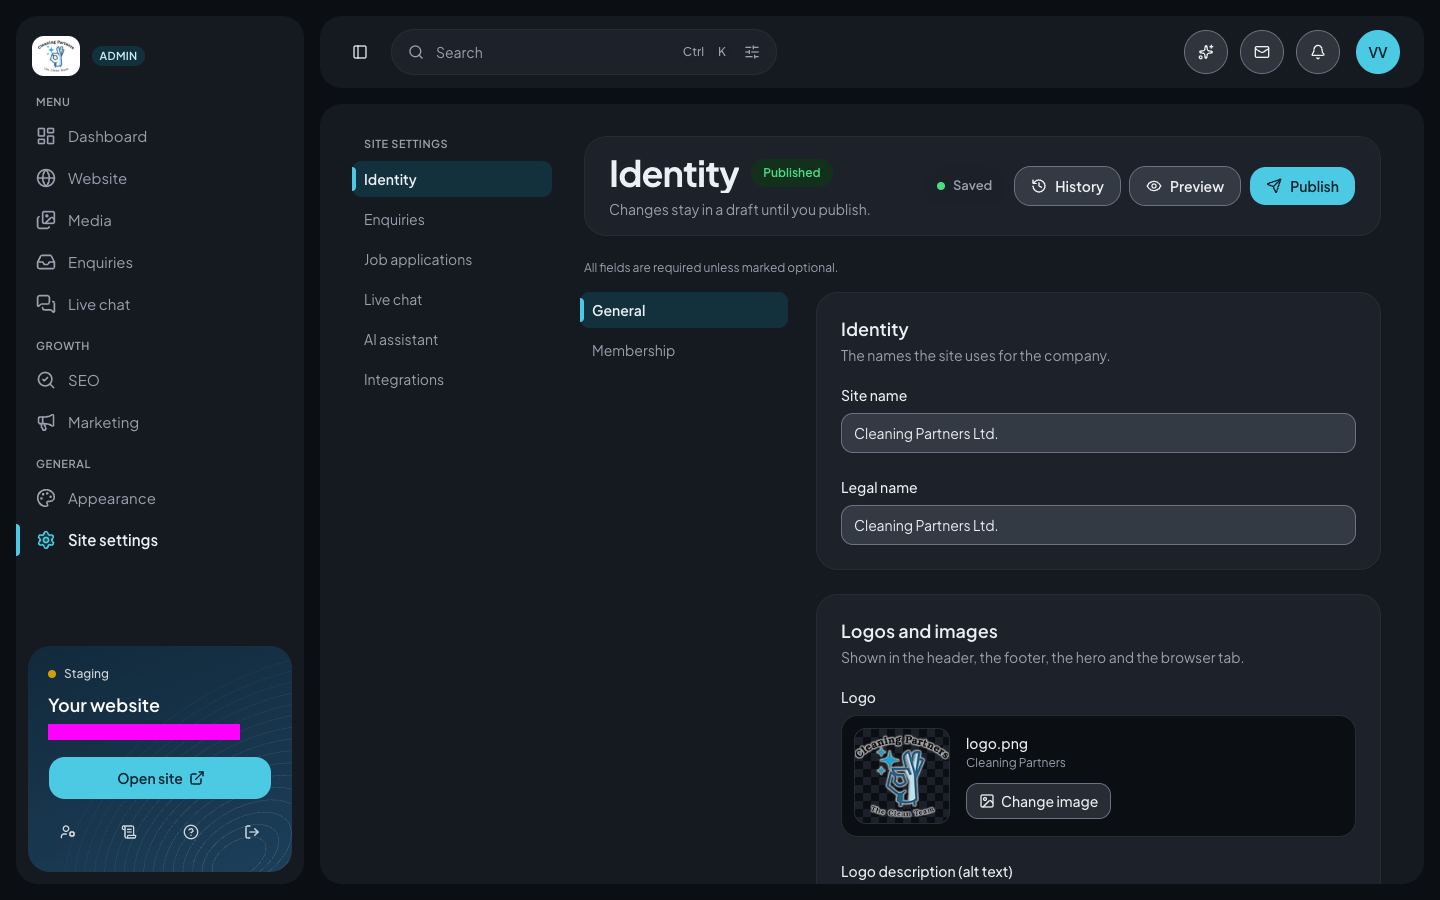 Cleaning Partners
ADMIN
MENU
Dashboard
Website
Media
Enquiries
Live chat
GROWTH
SEO
Marketing
GENERAL
Appearance
Site settings
Staging
Your website
Open site
Search
Ctrl K
VV
SITE SETTINGS
Identity
Enquiries
Job applications
Live chat
AI assistant
Integrations
Identity
Published
Changes stay in a draft until you publish.
Saved
History
Preview
Publish
All fields are required unless marked optional.
General
Membership
Identity
The names the site uses for the company.
Site name
Cleaning Partners Ltd.
Legal name
Cleaning Partners Ltd.
Logos and images
Shown in the header, the footer, the hero and the browser tab.
Logo
Cleaning Partners
The Clean Team
logo.png
Cleaning Partners
Change image
Logo description (alt text)